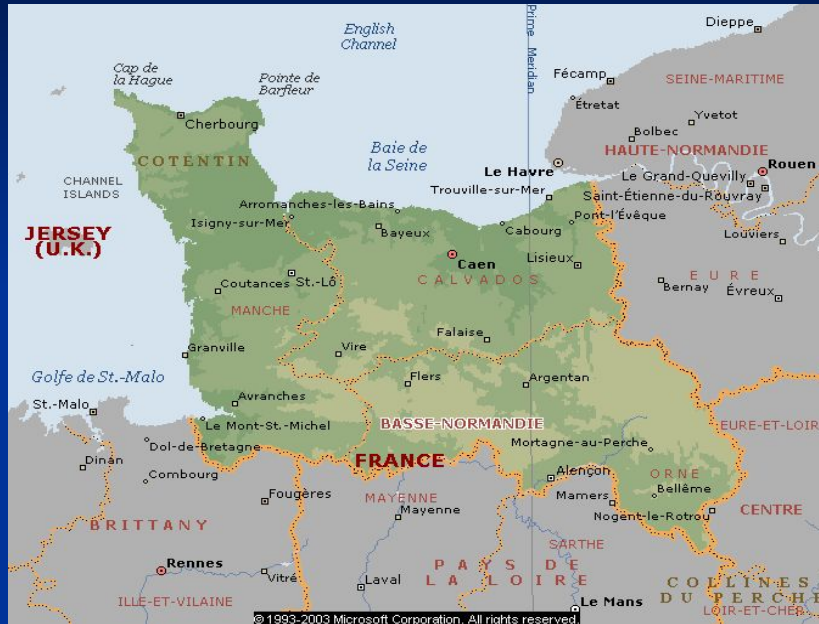 English
Channel
Prime Meridian
Dieppe
Cap de
la Hague
Pointe de
Barfleur
Fécamp
SEINE-MARITIME
Étretat
Yvetot
Cherbourg
Bolbec
HAUTE-NORMANDIE
COTENTIN
Baie de
la Seine
Le Havre
Rouen
CHANNEL
ISLANDS
Trouville-sur-Mer
Le Grand-Quevilly
Saint-Étienne-du-Rouvray
Arromanches-les-Bains
Isigny-sur-Mer
Bayeux
Cabourg
Pont-l'Évêque
JERSEY
(U.K.)
Louviers
Caen
Lisieux
EURE
Coutances
St.-Lô
CALVADOS
Bernay
Évreux
MANCHE
Falaise
Granville
Vire
Golfe de St.-Malo
Flers
Argentan
St.-Malo
Avranches
Le Mont-St.-Michel
BASSE-NORMANDIE
EURE-ET-LOIR
Dol-de-Bretagne
Mortagne-au-Perche
Dinan
FRANCE
Combourg
Alençon
ORNE
Bellême
Fougères
MAYENNE
Mamers
CENTRE
Mayenne
Nogent-le-Rotrou
BRITTANY
SARTHE
Rennes
Vitré
Laval
PAYS DE
LA LOIRE
COLLINES
DU PERCHE
ILLE-ET-VILAINE
Le Mans
LOIR-ET-CHER
© 1993-2003 Microsoft Corporation. All rights reserved.